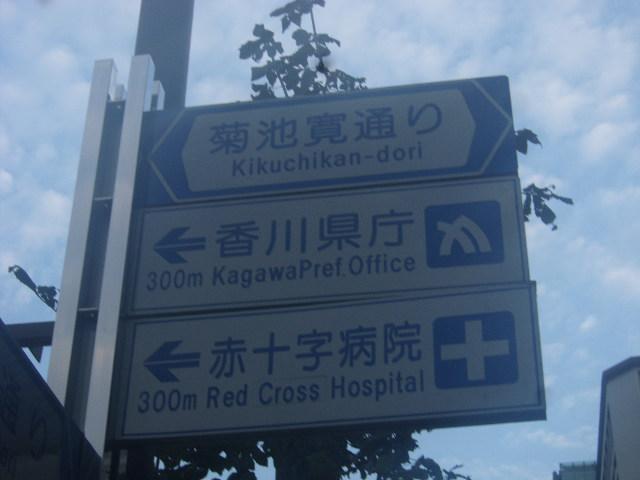 菊池寛通り
Kikuchikan-dori
香川県庁
300m KagawaPref.Office
赤十字病院
300m Red Cross Hospital